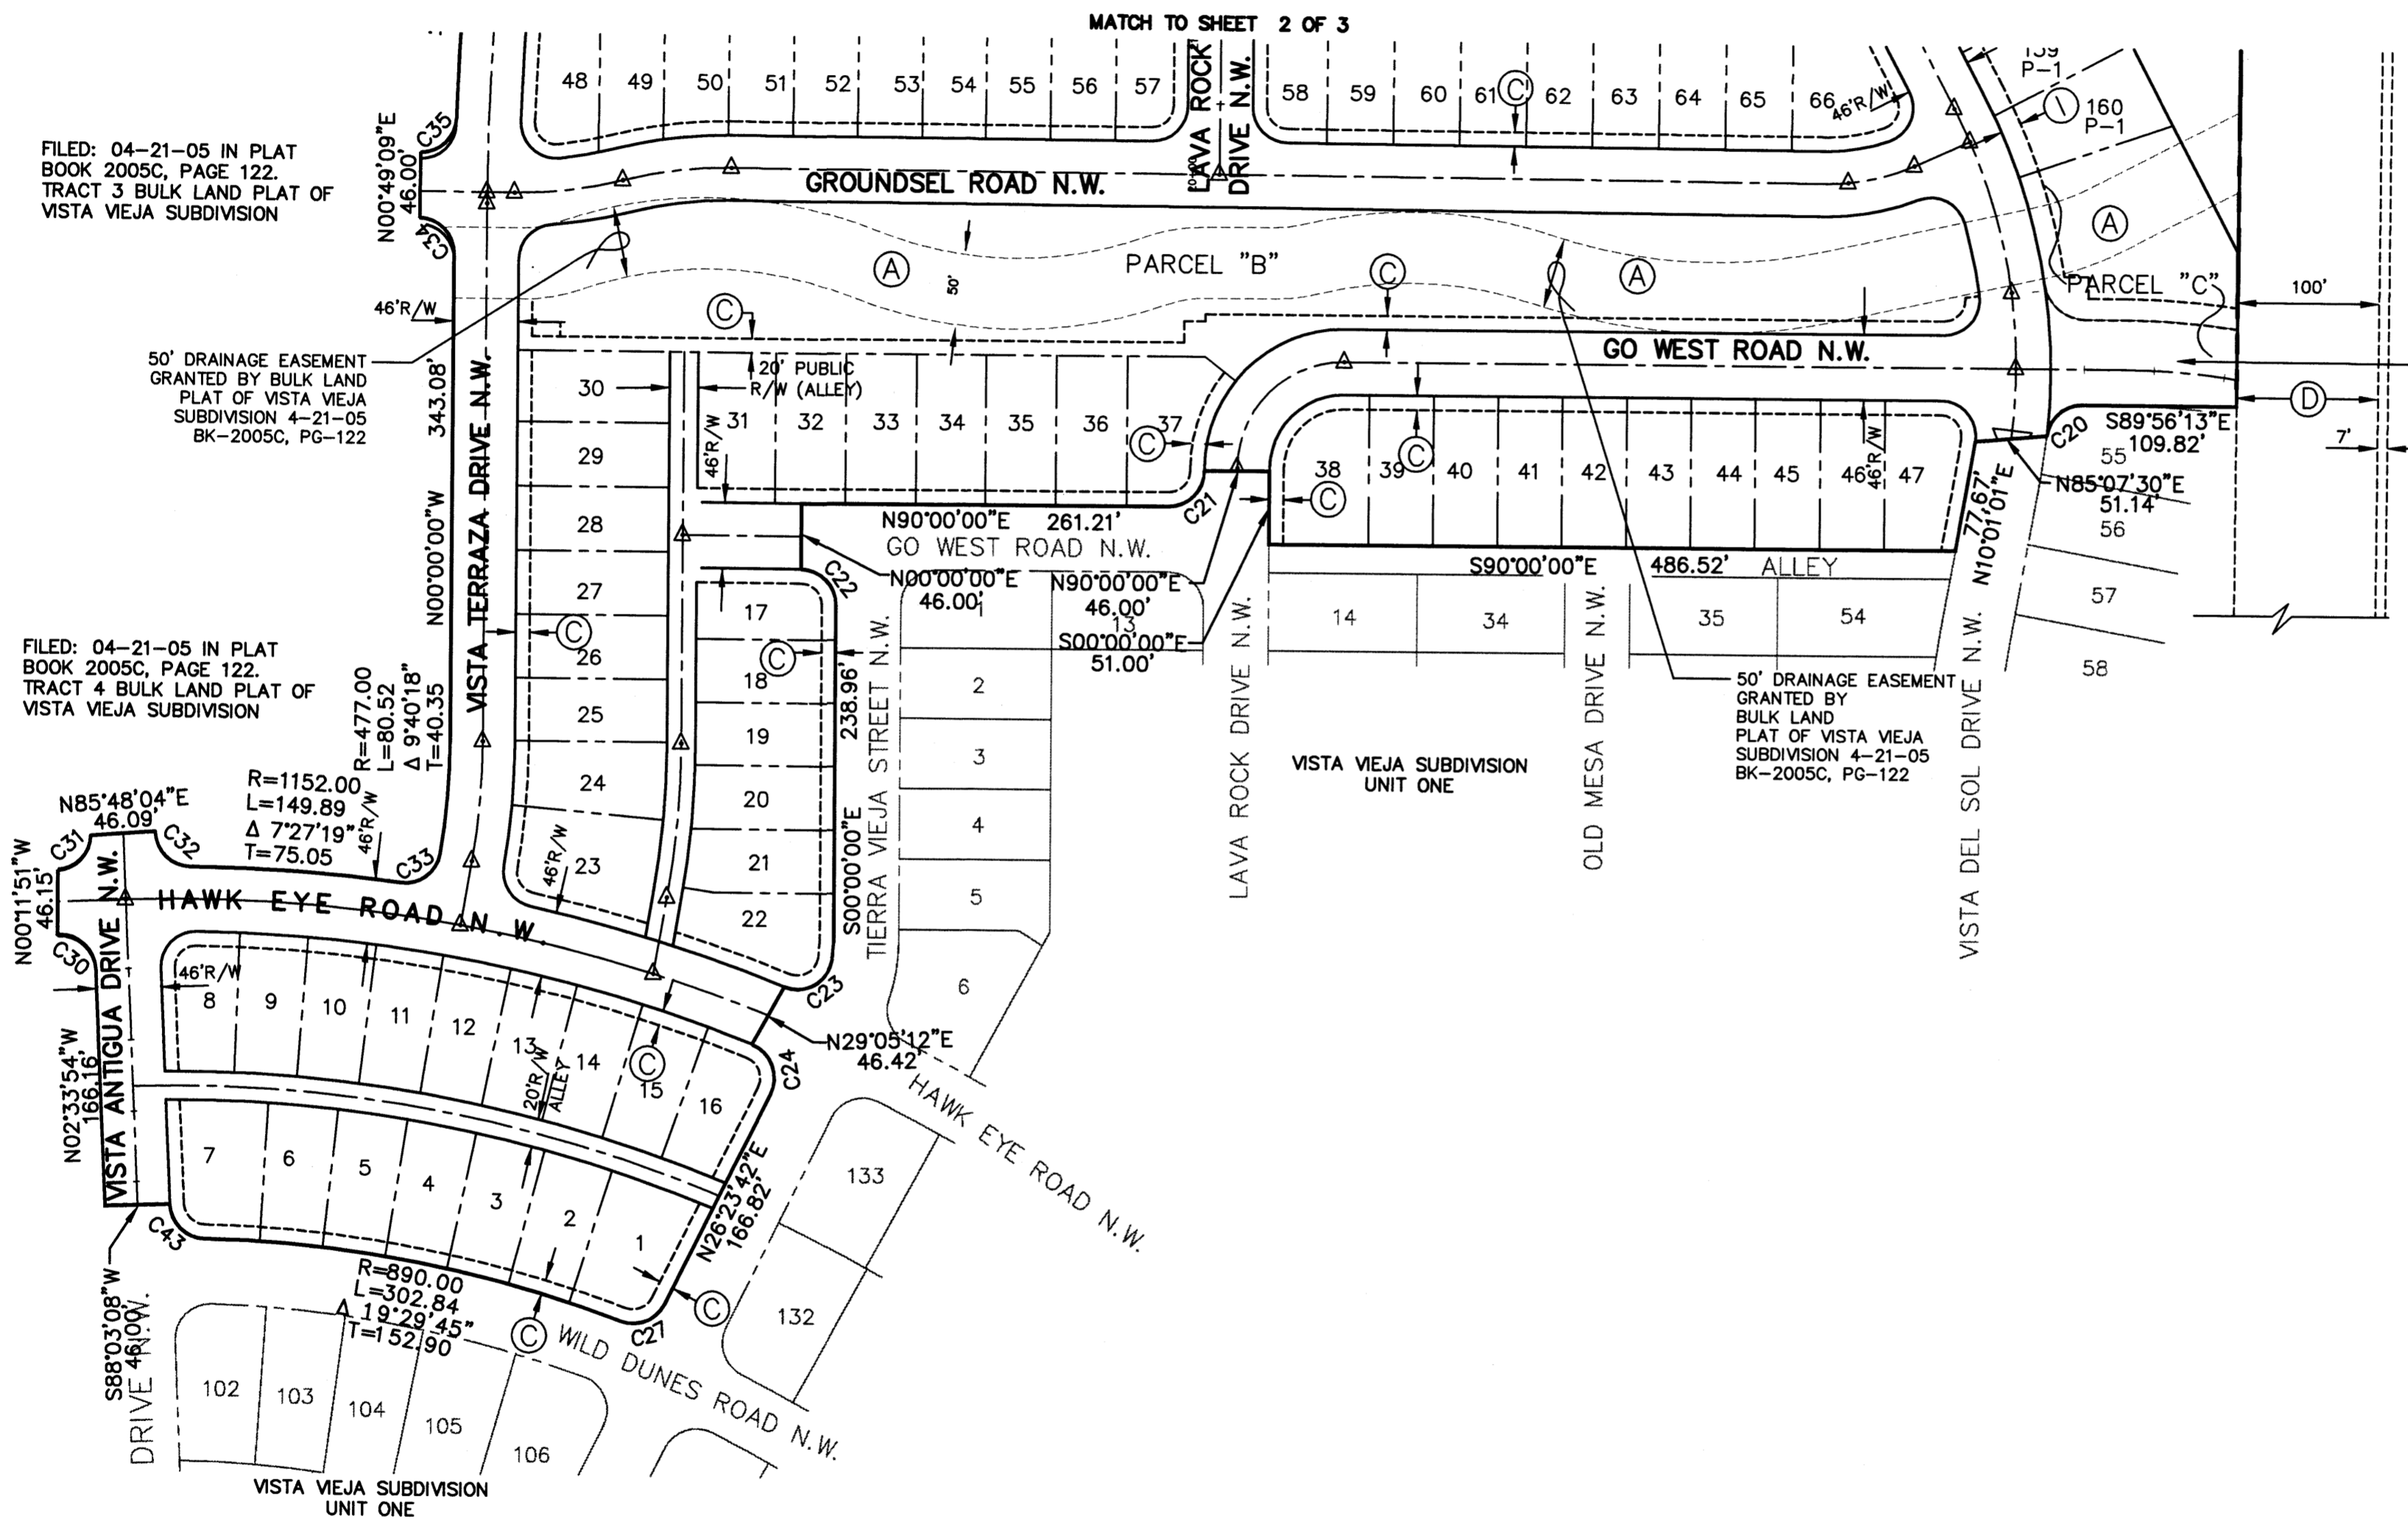 MATCH TO SHEET 2 OF 3
48
49
50
51
52
53
54
55
56
57
LAVA ROCK
DRIVE N.W.
58
59
60
61
C
62
63
64
65
66
46'R/W
159
P-1
I
160
P-1
C35
FILED: 04-21-05 IN PLAT
BOOK 2005C, PAGE 122.
TRACT 3 BULK LAND PLAT OF
VISTA VIEJA SUBDIVISION
N00°49'09"E
46.00'
C34
GROUNDSEL ROAD N.W.
A
50'
PARCEL "B"
C
A
A
PARCEL "C"
100'
46'R/W
C
50' DRAINAGE EASEMENT
GRANTED BY BULK LAND
PLAT OF VISTA VIEJA
SUBDIVISION 4-21-05
BK-2005C, PG-122
343.08'
N00°00'00"W
VISTA TERRAZA DRIVE N.W.
30
20' PUBLIC
R/W (ALLEY)
46'R/W
31
32
33
34
35
36
37
C
GO WEST ROAD N.W.
D
7'
C20
S89°56'13"E
109.82'
55
N85°07'30"E
51.14'
56
57
58
29
28
27
C
26
25
24
23
46'R/W
38
39
C
40
41
42
43
44
45
46
46'R/W
47
C
77.67'
N10°01'01"E
C21
N90°00'00"E 261.21'
GO WEST ROAD N.W.
C22
N00°00'00"E
46.00'
N90°00'00"E
46.00'
S00°00'00"E
51.00'
S90°00'00"E 486.52' ALLEY
1
13
14
34
35
54
17
C
18
19
20
21
22
238.96'
S00°00'00"E
TIERRA VIEJA STREET N.W.
2
3
4
5
6
LAVA ROCK DRIVE N.W.
OLD MESA DRIVE N.W.
VISTA DEL SOL DRIVE N.W.
VISTA VIEJA SUBDIVISION
UNIT ONE
50' DRAINAGE EASEMENT
GRANTED BY
BULK LAND
PLAT OF VISTA VIEJA
SUBDIVISION 4-21-05
BK-2005C, PG-122
FILED: 04-21-05 IN PLAT
BOOK 2005C, PAGE 122.
TRACT 4 BULK LAND PLAT OF
VISTA VIEJA SUBDIVISION
R=477.00
L=80.52
Δ 9°40'18"
T=40.35
R=1152.00
L=149.89
Δ 7°27'19"
T=75.05
46'R/W
N85°48'04"E
46.09'
C31
C32
C33
N00°11'51"W
46.15'
C30
VISTA ANTIGUA DRIVE N.W.
HAWK EYE ROAD N.W.
46'R/W
8
9
10
11
12
13
14
15
16
C
20'R/W
ALLEY
C23
N29°05'12"E
46.42'
C24
N02°33'54"W
166.16'
7
6
5
4
3
2
1
N26°23'42"E
166.82'
HAWK EYE ROAD N.W.
133
132
C43
R=890.00
L=302.84
Δ 19°29'45"
T=152.90
C
C
C27
WILD DUNES ROAD N.W.
S88°03'08"W
46.00'
DRIVE N.W.
102
103
104
105
106
VISTA VIEJA SUBDIVISION
UNIT ONE